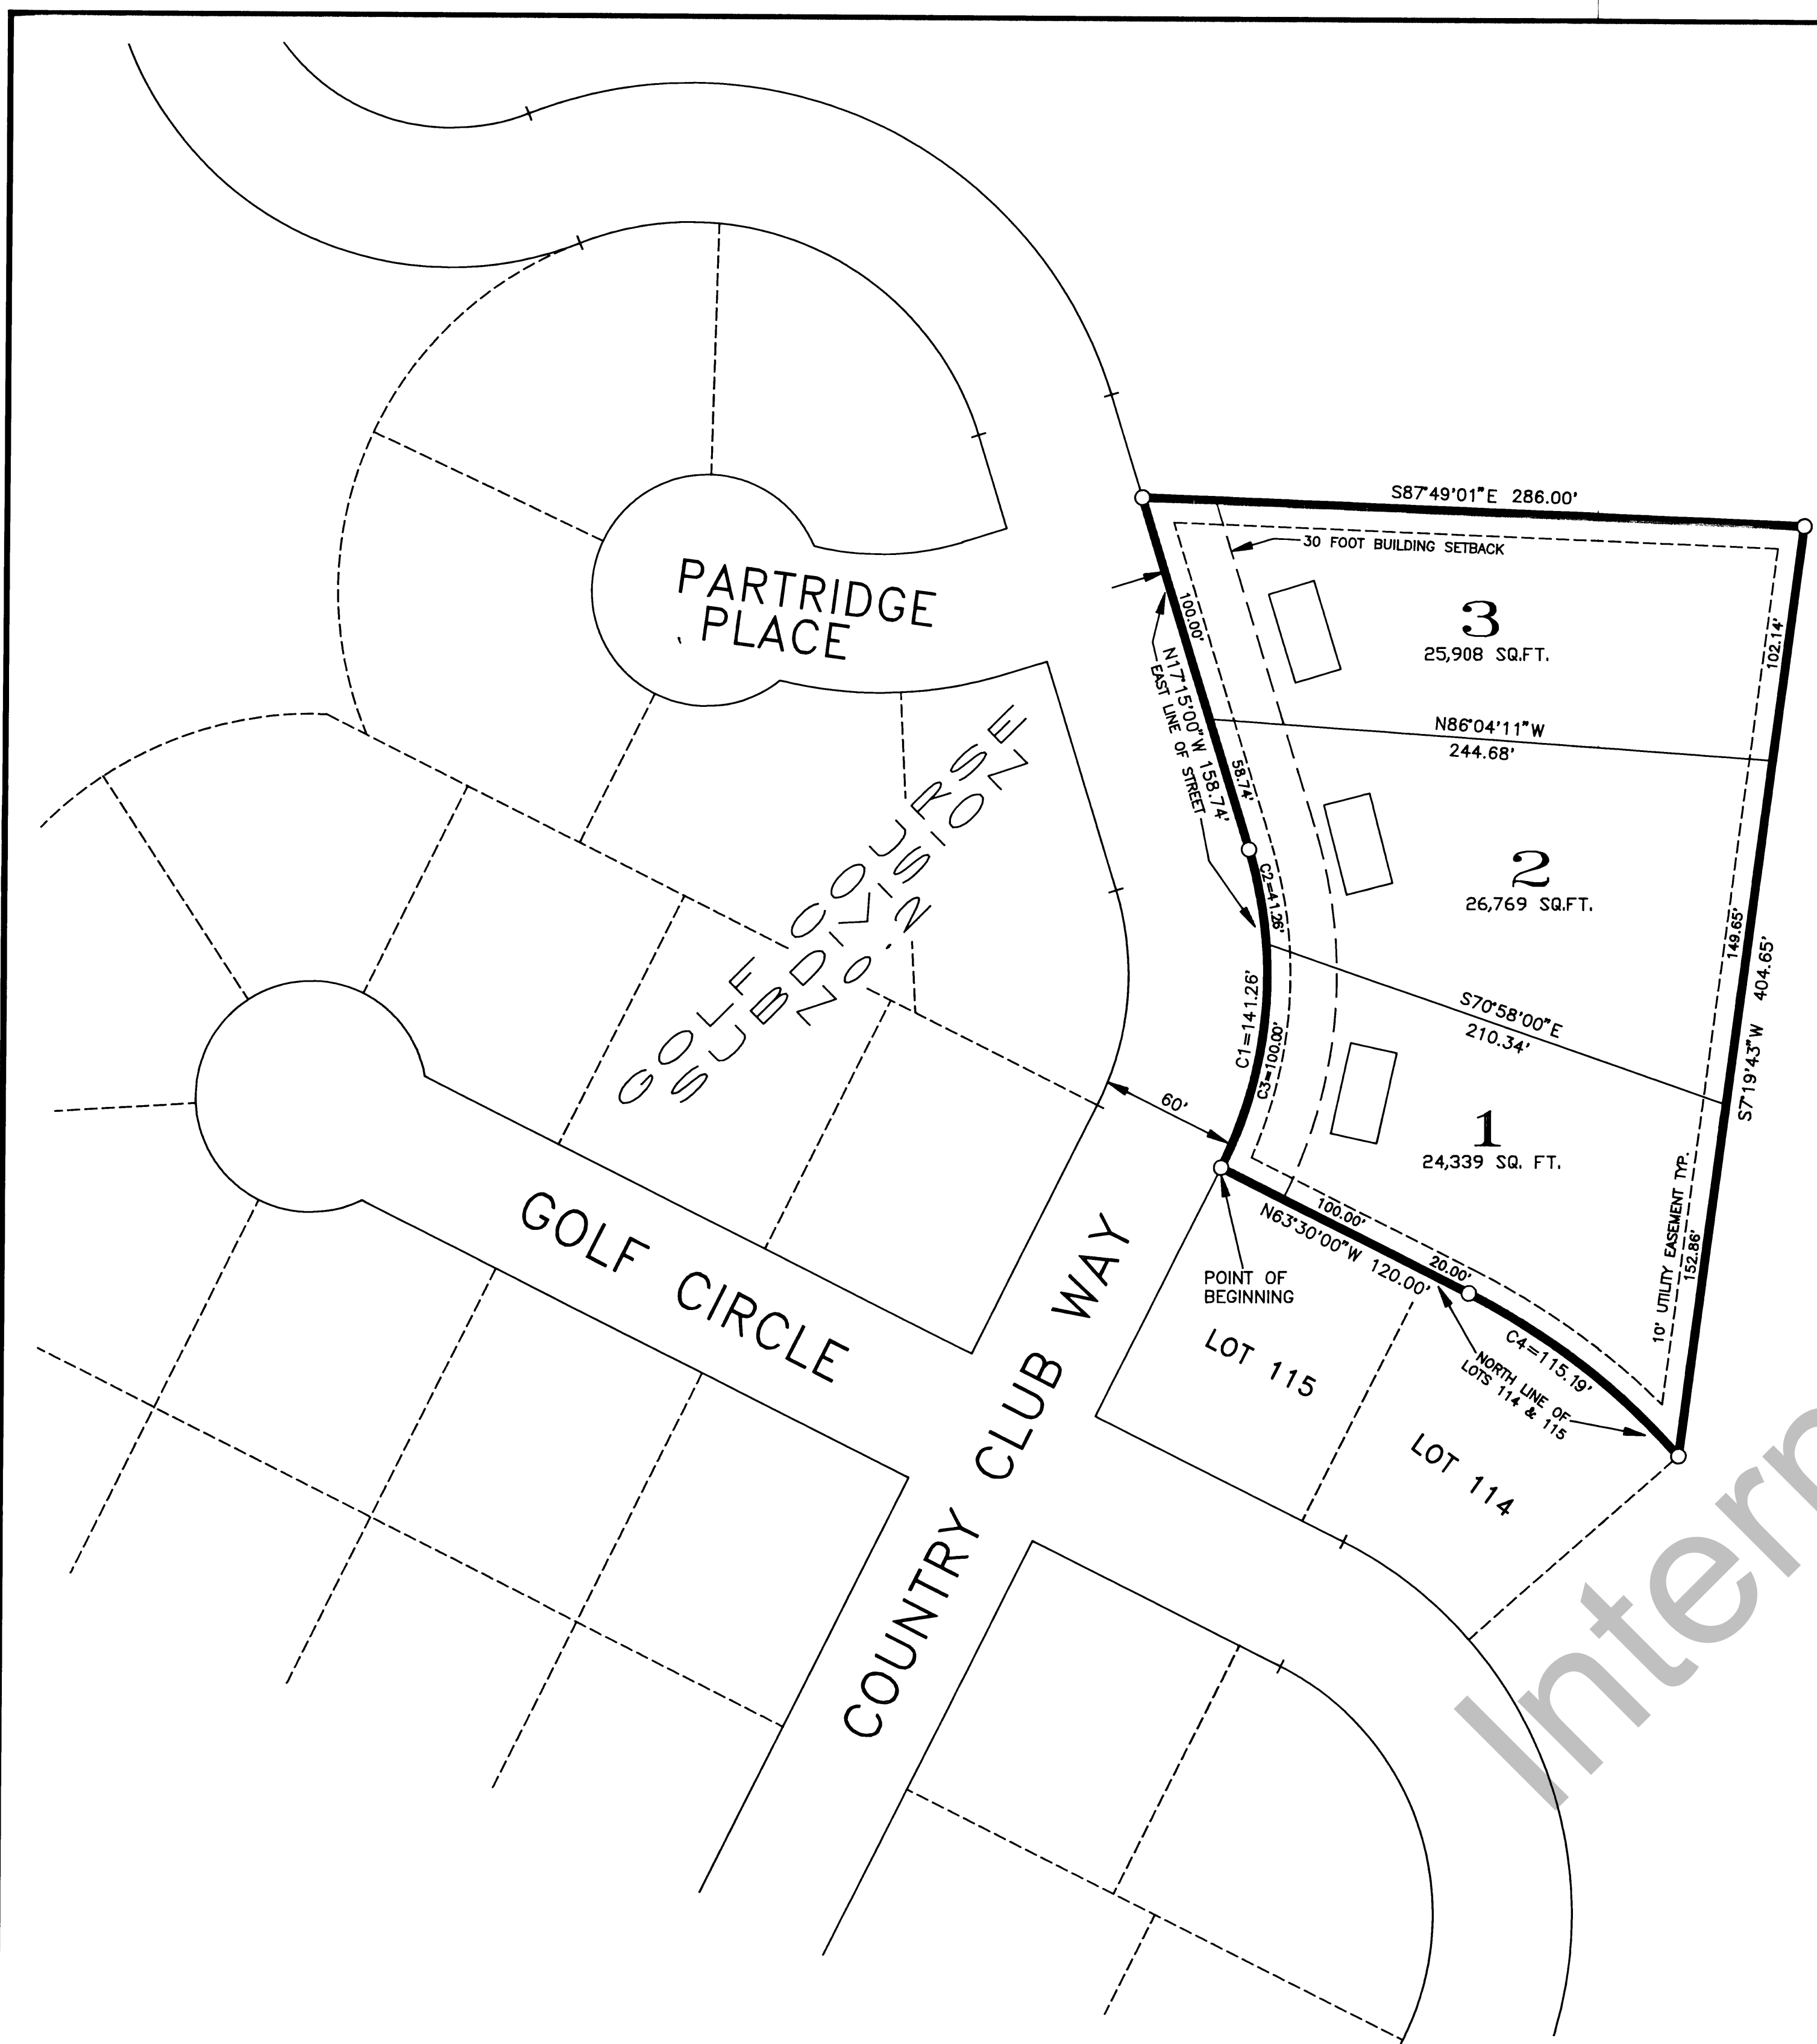 S87°49'01"E 286.00'
30 FOOT BUILDING SETBACK
PARTRIDGE
PLACE
3
25,908 SQ.FT.
102.14'
100.00'
N17°15'00"W 158.74'
EAST LINE OF STREET
58.74'
N86°04'11"W
244.68'
GOLF COURSE
SUBDIVISION
NO. 2
2
26,769 SQ.FT.
C2=41.26'
149.65'
S7°19'43"W 404.65'
C1=141.26'
C3=100.00'
S70°58'00"E
210.34'
60'
1
24,339 SQ. FT.
10' UTILITY EASEMENT TYP.
152.86'
GOLF CIRCLE
COUNTRY CLUB WAY
100.00'
N63°30'00"W 120.00'
20.00'
POINT OF
BEGINNING
LOT 115
C4=115.19'
NORTH LINE OF
LOTS 114 & 115
LOT 114
Intern